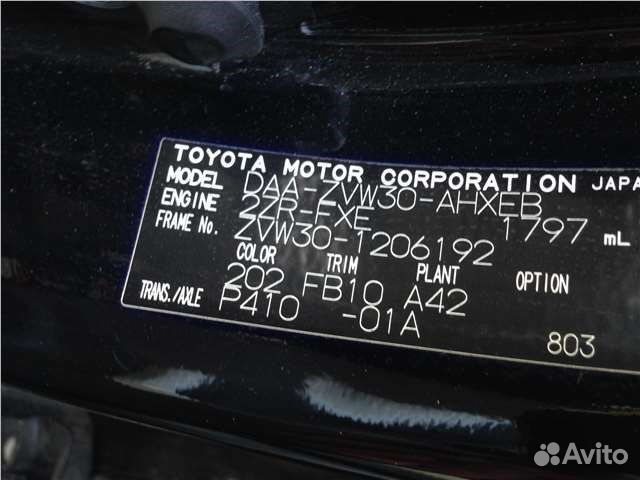 TOYOTA MOTOR CORPORATION JAPA
MODEL DAA-ZVW30-AHXEB
ENGINE 2ZR-FXE 1797 mL
FRAME No. ZVW30-1206192
COLOR TRIM PLANT OPTION
202 FB10 A42
TRANS./AXLE P410 -01A
803
Avito